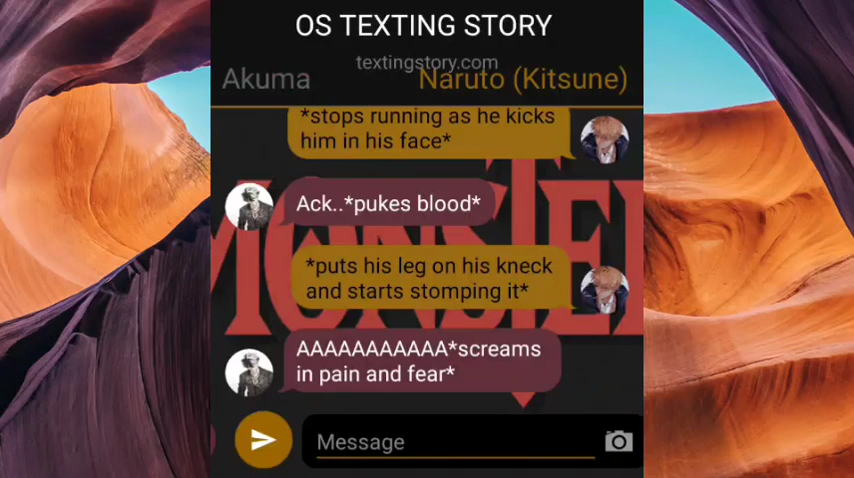 OS TEXTING STORY
textingstory.com
Akuma
Naruto (Kitsune)
*stops running as he kicks
him in his face*
Ack..*pukes blood*
*puts his leg on his kneck
and starts stomping it*
AAAAAAAAAAA*screams
in pain and fear*
MONSTER
Message